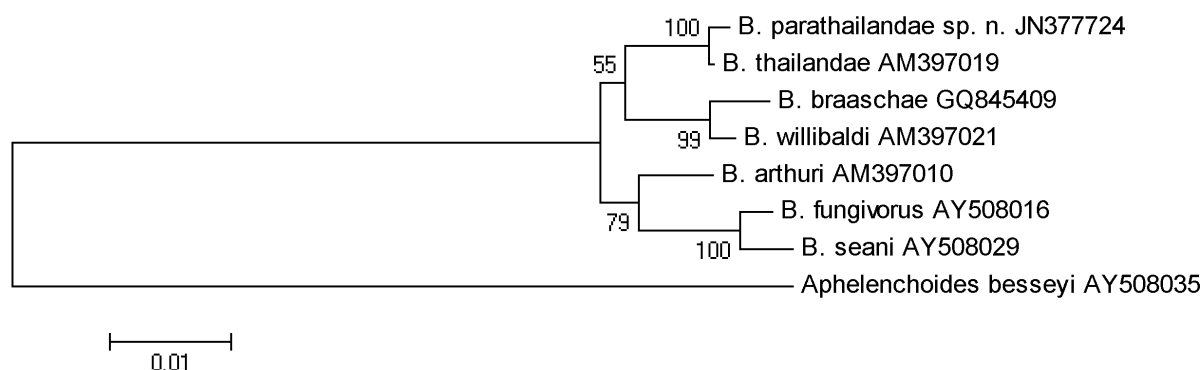 100
B. parathailandae sp. n. JN377724
55
B. thailandae AM397019
B. braaschae GQ845409
99
B. willibaldi AM397021
B. arthuri AM397010
79
B. fungivorus AY508016
100
B. seani AY508029
Aphelenchoides besseyi AY508035
0.01